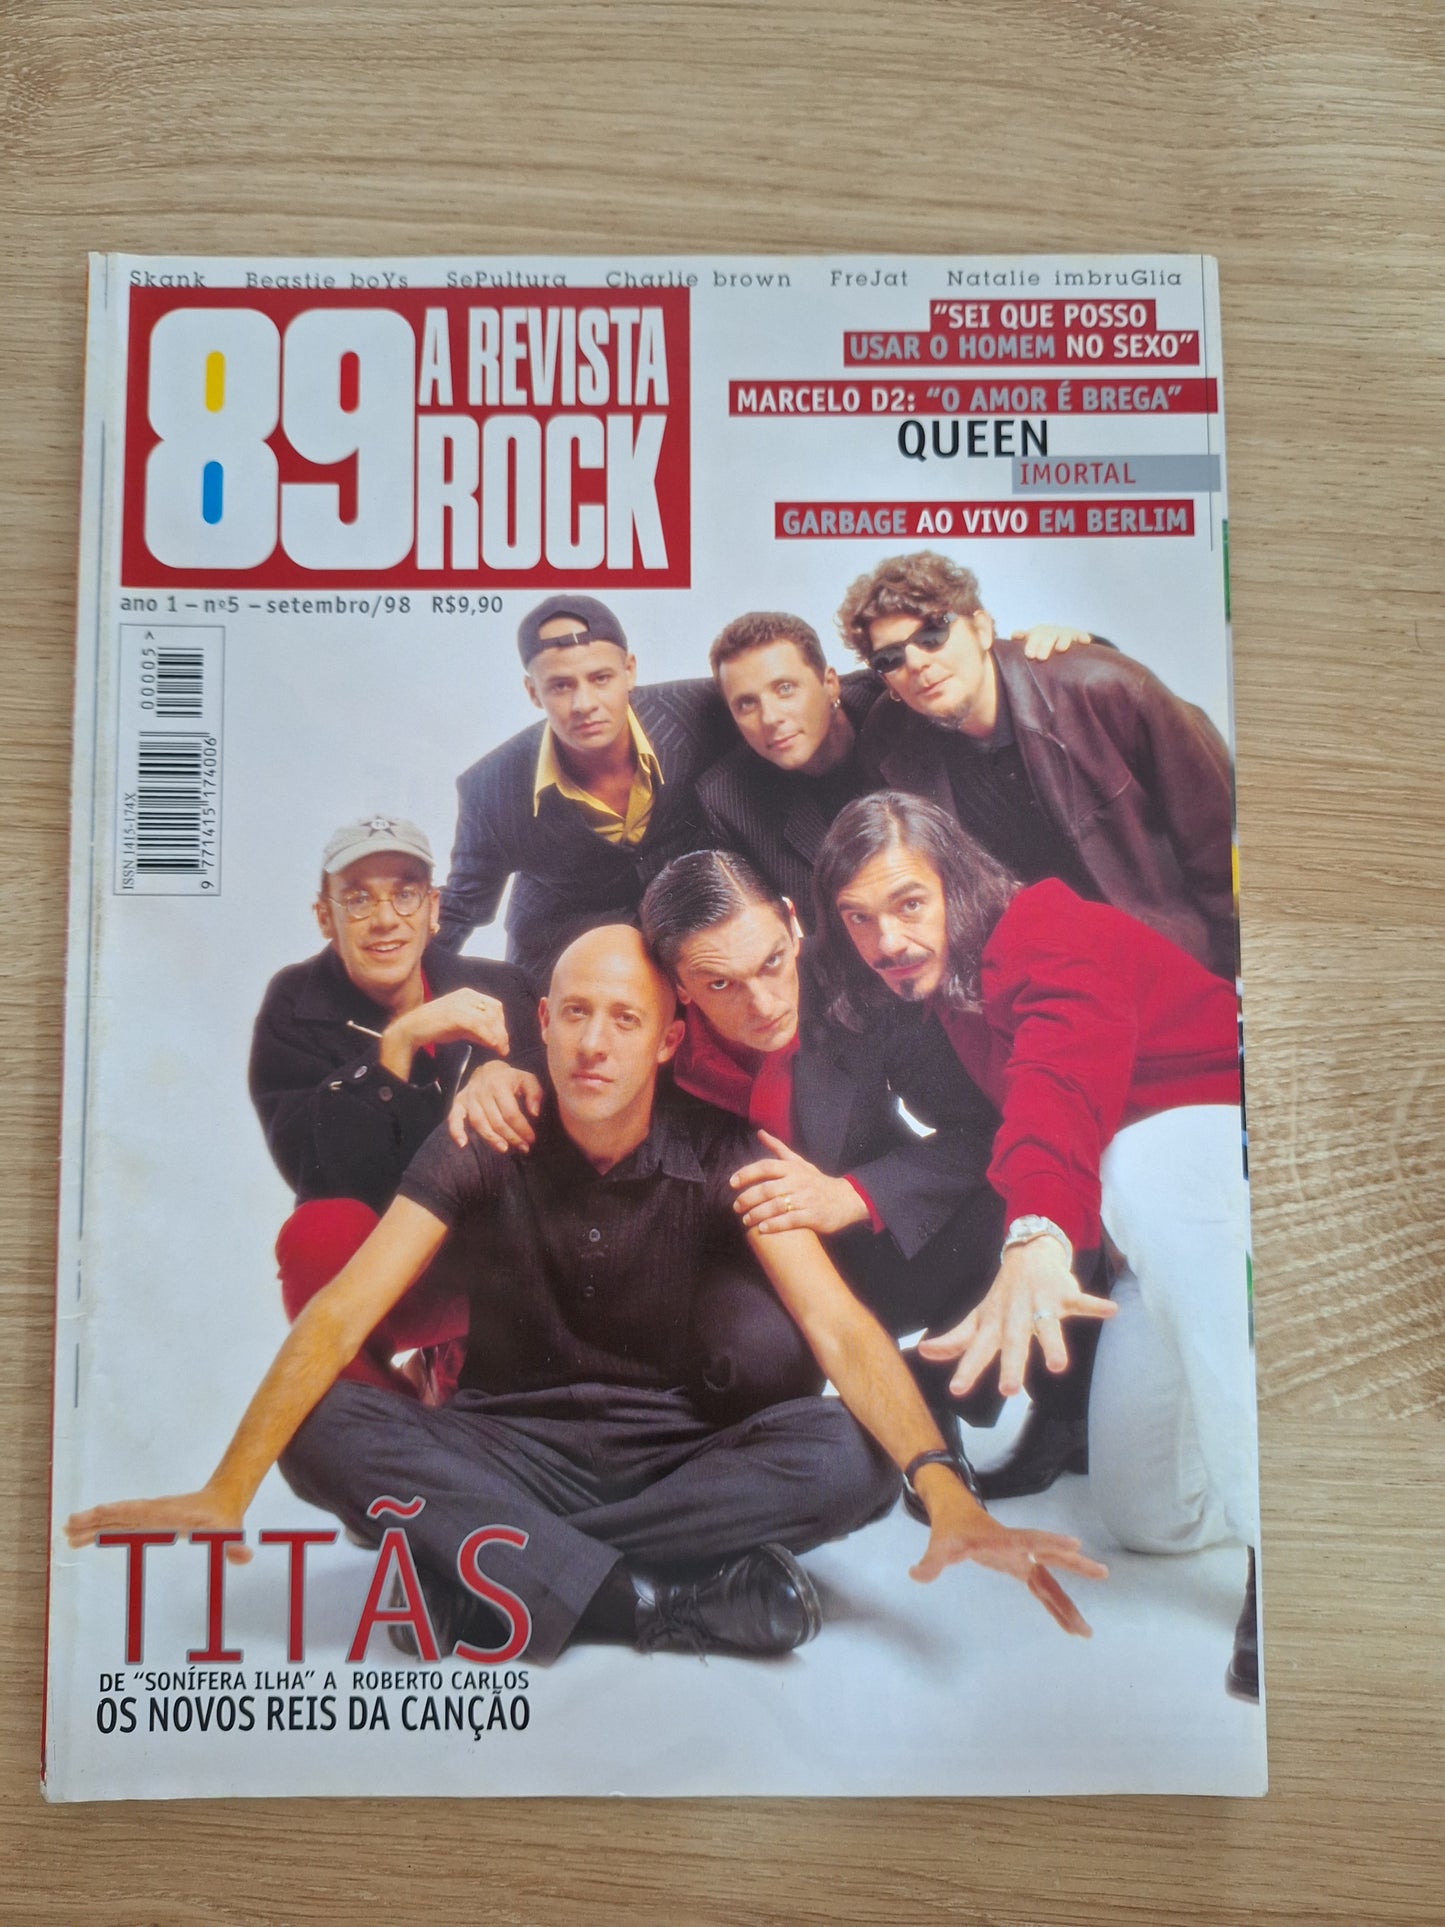 Skank Beastie boYs SePultura Charlie brown FreJat Natalie imbruGlia
89 A REVISTA
ROCK
"SEI QUE POSSO
USAR O HOMEM NO SEXO"
MARCELO D2: "O AMOR É BREGA"
QUEEN
IMORTAL
GARBAGE AO VIVO EM BERLIM
ano 1 – nº5 – setembro/98 R$9,90
00005 >
ISSN 1415-174X
9 771415 174006
TITÃS
DE "SONÍFERA ILHA" A ROBERTO CARLOS
OS NOVOS REIS DA CANÇÃO